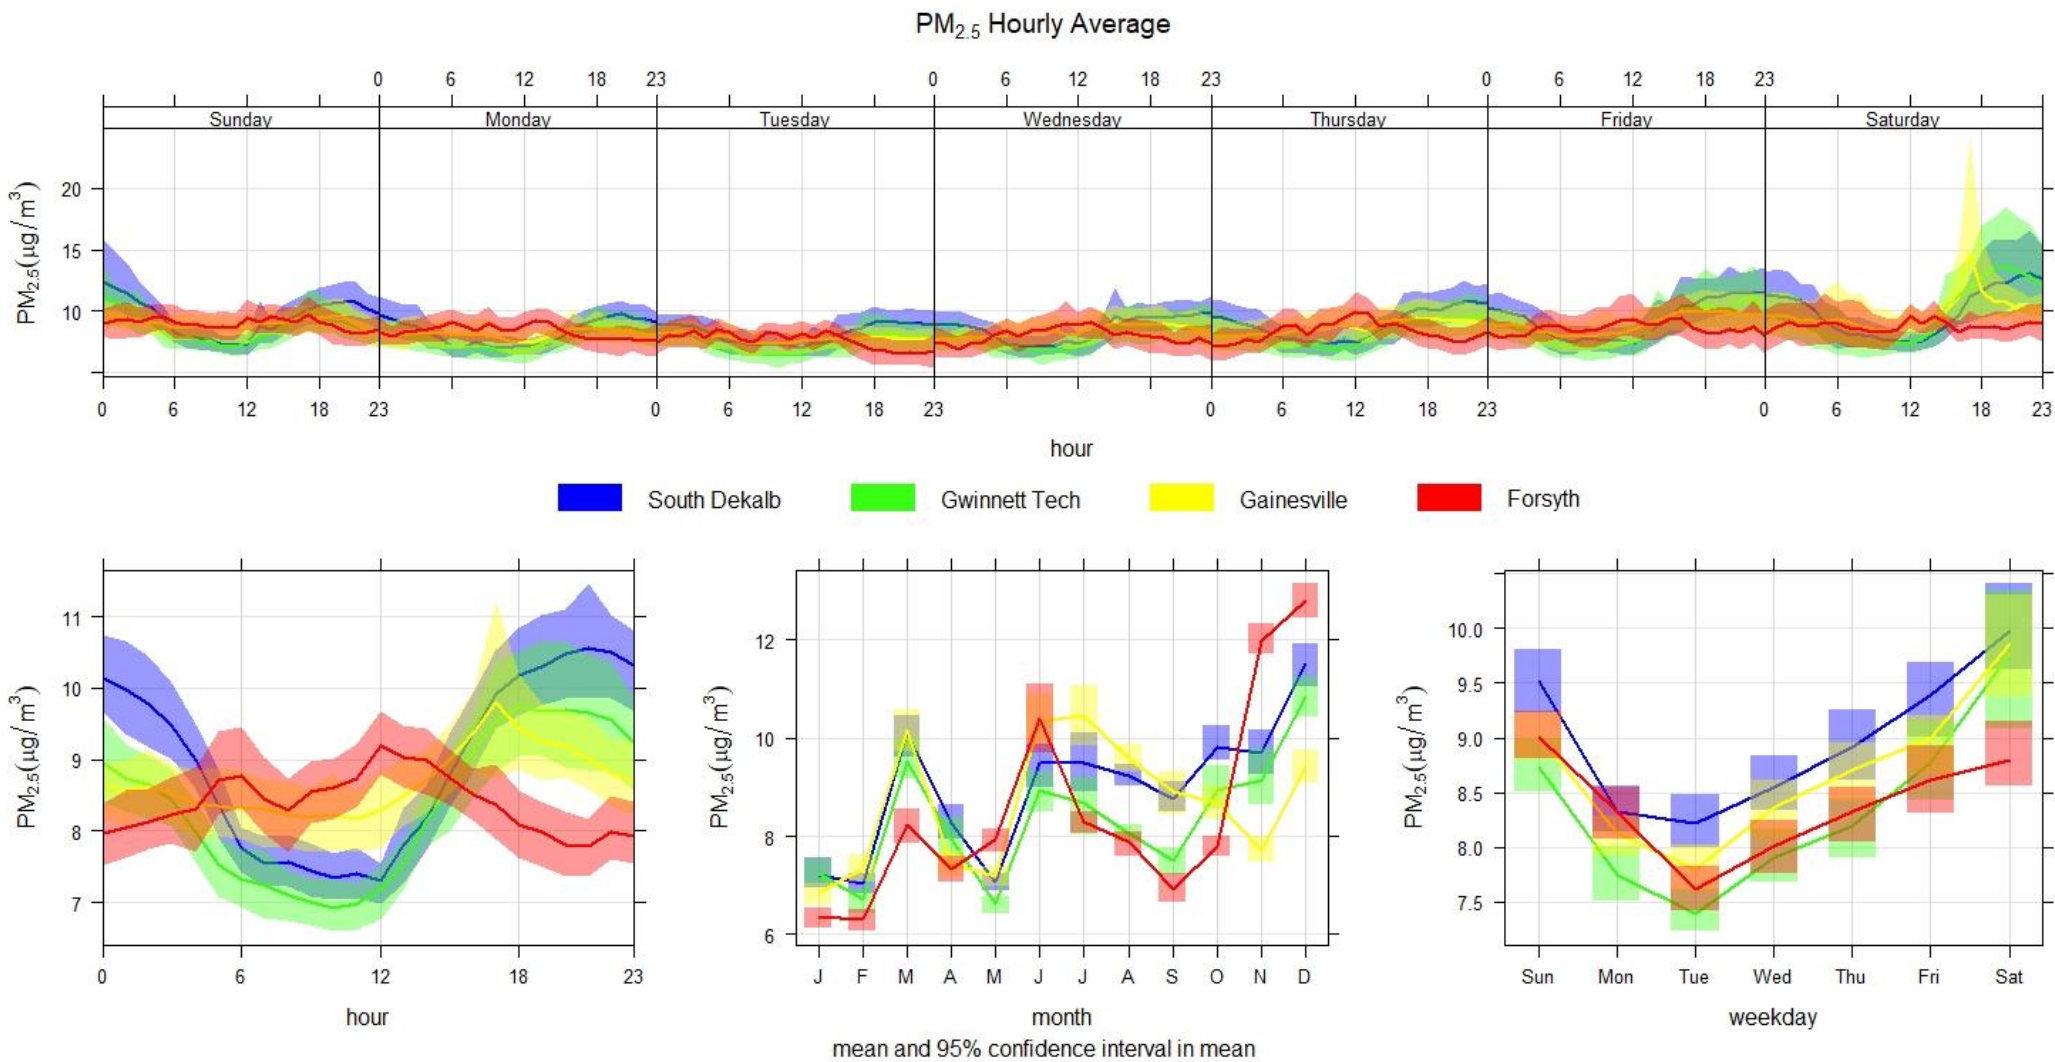 PM2.5 Hourly Average
0 6 12 18 23 0 6 12 18 23 0 6 12 18 23
Sunday Monday Tuesday Wednesday Thursday Friday Saturday
PM2.5(μg/m3)
20
15
10
0 6 12 18 23 0 6 12 18 23 0 6 12 18 23 0 6 12 18 23
hour
South Dekalb Gwinnett Tech Gainesville Forsyth
PM2.5(μg/m3)
11
10
9
8
7
0 6 12 18 23
hour
PM2.5(μg/m3)
12
10
8
6
J F M A M J J A S O N D
month
PM2.5(μg/m3)
10.0
9.5
9.0
8.5
8.0
7.5
Sun Mon Tue Wed Thu Fri Sat
weekday
mean and 95% confidence interval in mean